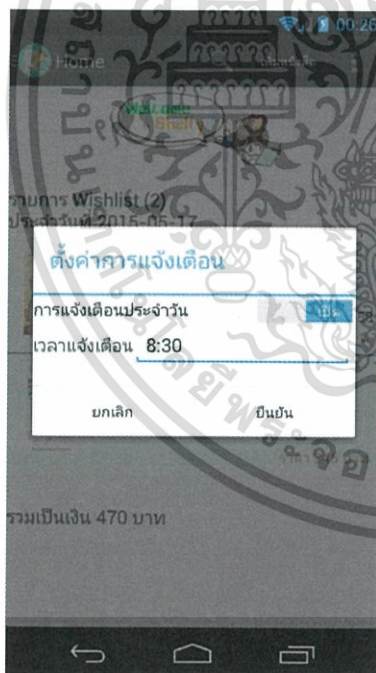 00:26
Home
รายการ Wishlist (2)
ประจำวันที่ 2015-05-17
ตั้งค่าการแจ้งเตือน
การแจ้งเตือนประจำวัน เปิด
เวลาแจ้งเตือน 8:30
ยกเลิก ยืนยัน
รวมเป็นเงิน 470 บาท